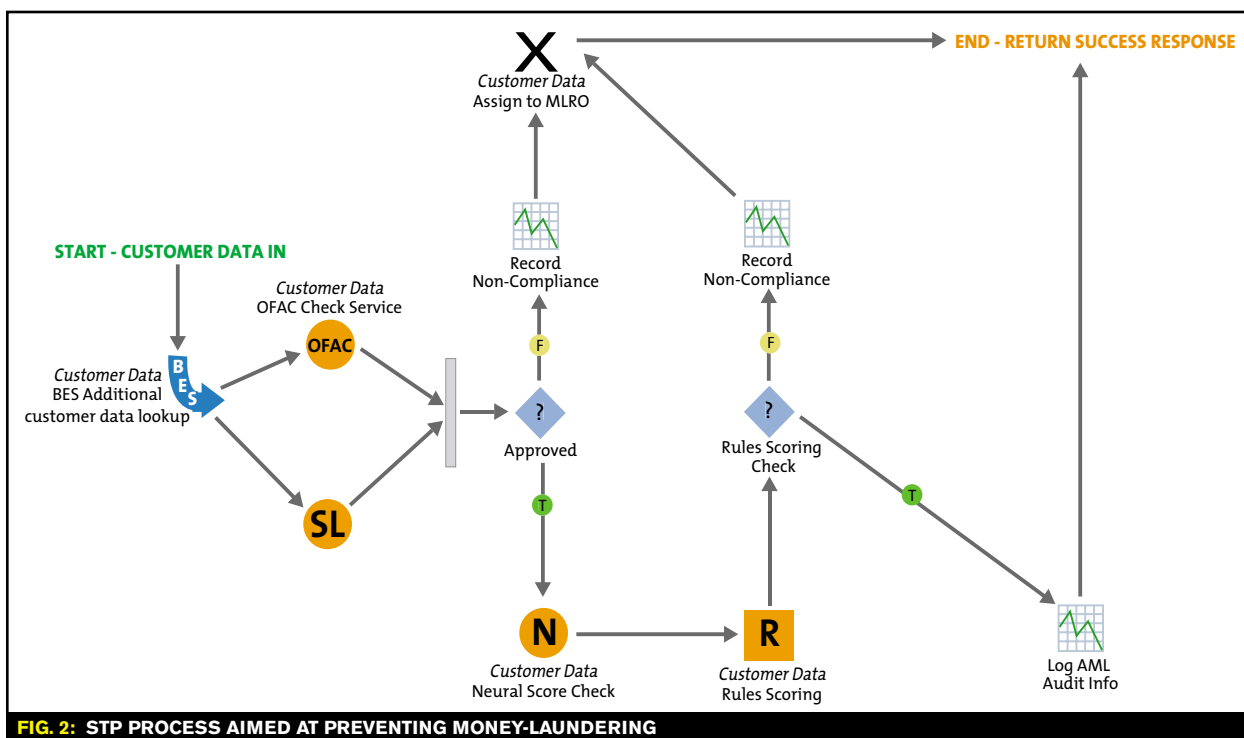 X
Customer Data
Assign to MLRO
END - RETURN SUCCESS RESPONSE
Record
Non-Compliance
Record
Non-Compliance
START - CUSTOMER DATA IN
Customer Data
OFAC Check Service
OFAC
F
F
BES
Customer Data
BES Additional
customer data lookup
?
Approved
?
Rules Scoring
Check
SL
T
T
N
Customer Data
Neural Score Check
R
Customer Data
Rules Scoring
Log AML
Audit Info
FIG. 2: STP PROCESS AIMED AT PREVENTING MONEY-LAUNDERING